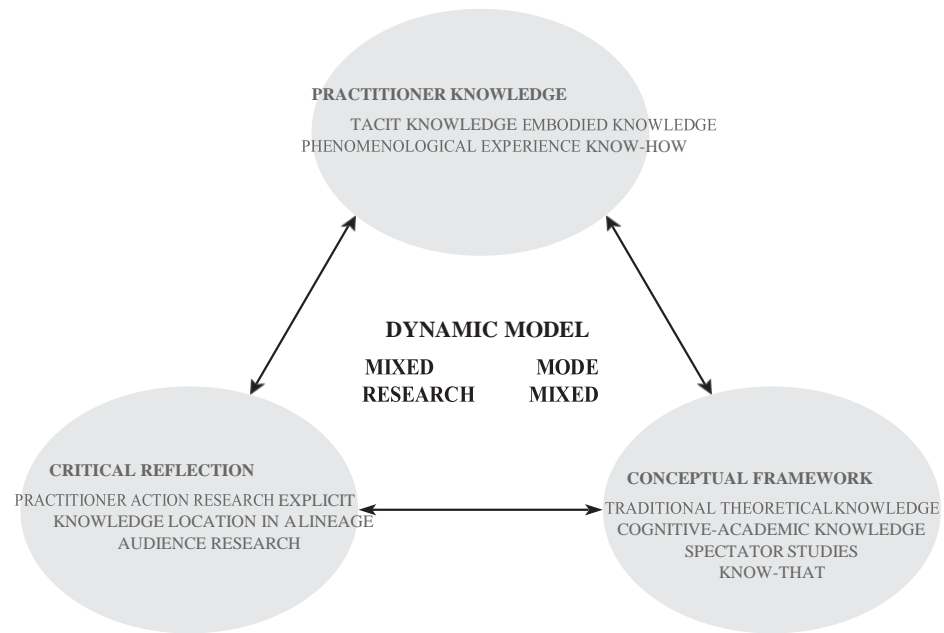 PRACTITIONER KNOWLEDGE
TACIT KNOWLEDGE EMBODIED KNOWLEDGE
PHENOMENOLOGICAL EXPERIENCE KNOW-HOW
DYNAMIC MODEL
MIXED MODE
RESEARCH MIXED
CRITICAL REFLECTION
PRACTITIONER ACTION RESEARCH EXPLICIT
KNOWLEDGE LOCATION IN A LINEAGE
AUDIENCE RESEARCH
CONCEPTUAL FRAMEWORK
TRADITIONAL THEORETICAL KNOWLEDGE
COGNITIVE-ACADEMIC KNOWLEDGE
SPECTATOR STUDIES
KNOW-THAT